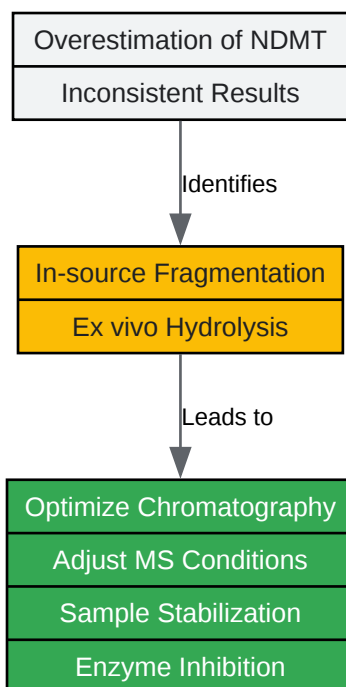 Overestimation of NDMT
Inconsistent Results
Identifies
In-source Fragmentation
Ex vivo Hydrolysis
Leads to
Optimize Chromatography
Adjust MS Conditions
Sample Stabilization
Enzyme Inhibition